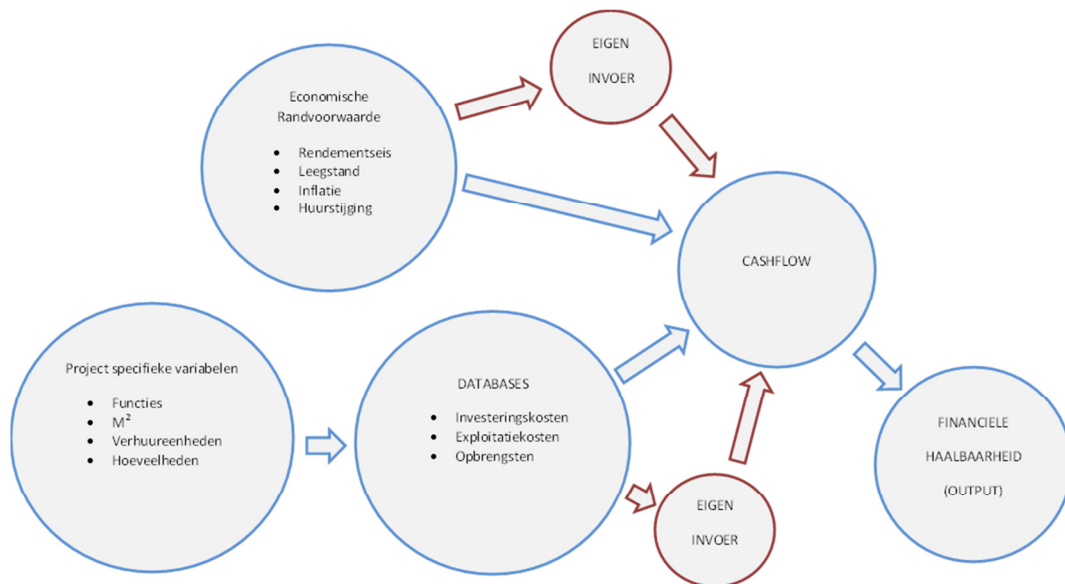 EIGEN
INVOER
Economische
Randvoorwaarde
• Rendementseis
• Leegstand
• Inflatie
• Huurstijging
CASHFLOW
Project specifieke variabelen
• Functies
• M²
• Verhuureenheden
• Hoeveelheden
DATABASES
• Investeringskosten
• Exploitatiekosten
• Opbrengsten
EIGEN
INVOER
FINANCIELE
HAALBAARHEID
(OUTPUT)